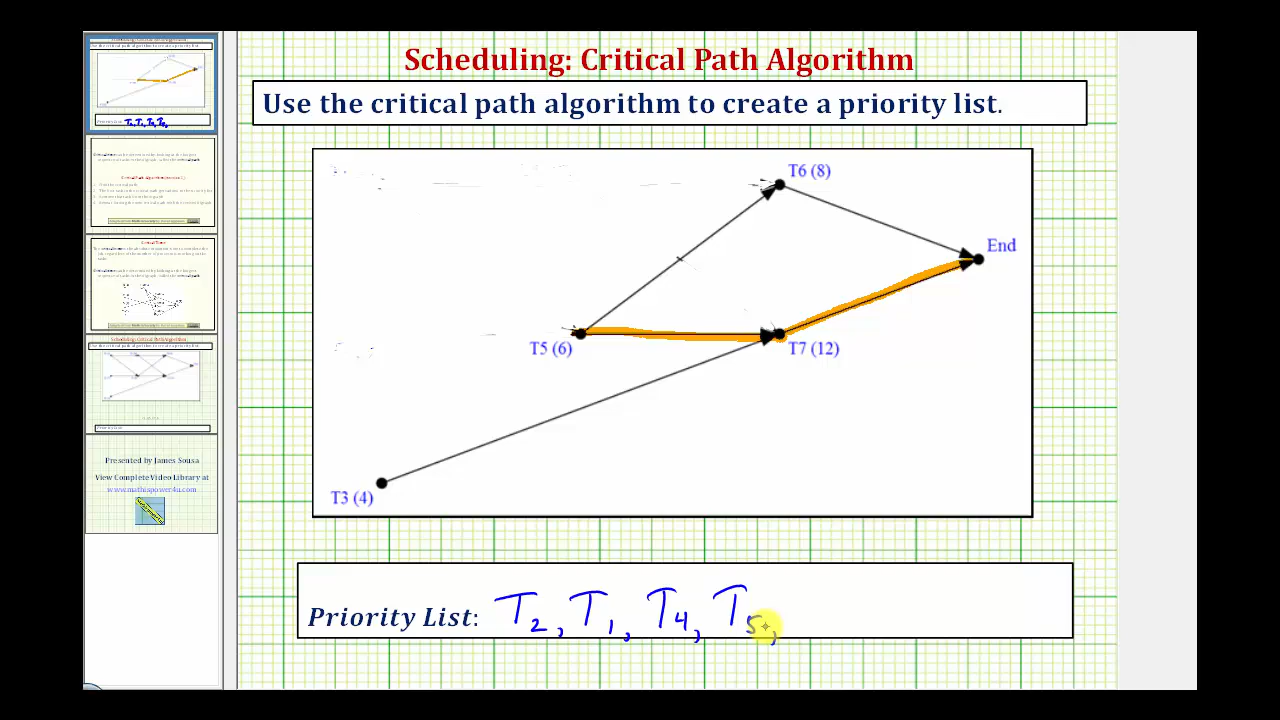 Scheduling: Critical Path Algorithm
Use the critical path algorithm to create a priority list.
T6 (8)
End
T5 (6)
T7 (12)
T3 (4)
Priority List: T2, T1, T4, T5,
Presented by James Sousa
View Complete Video Library at
www.mathispower4u.com